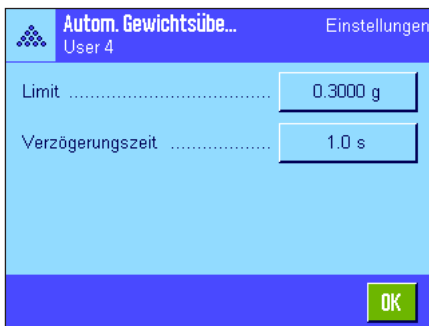 Autom. Gewichtsübe... Einstellungen
User 4
Limit ..................................... 0.3000 g
Verzögerungszeit .................. 1.0 s
OK